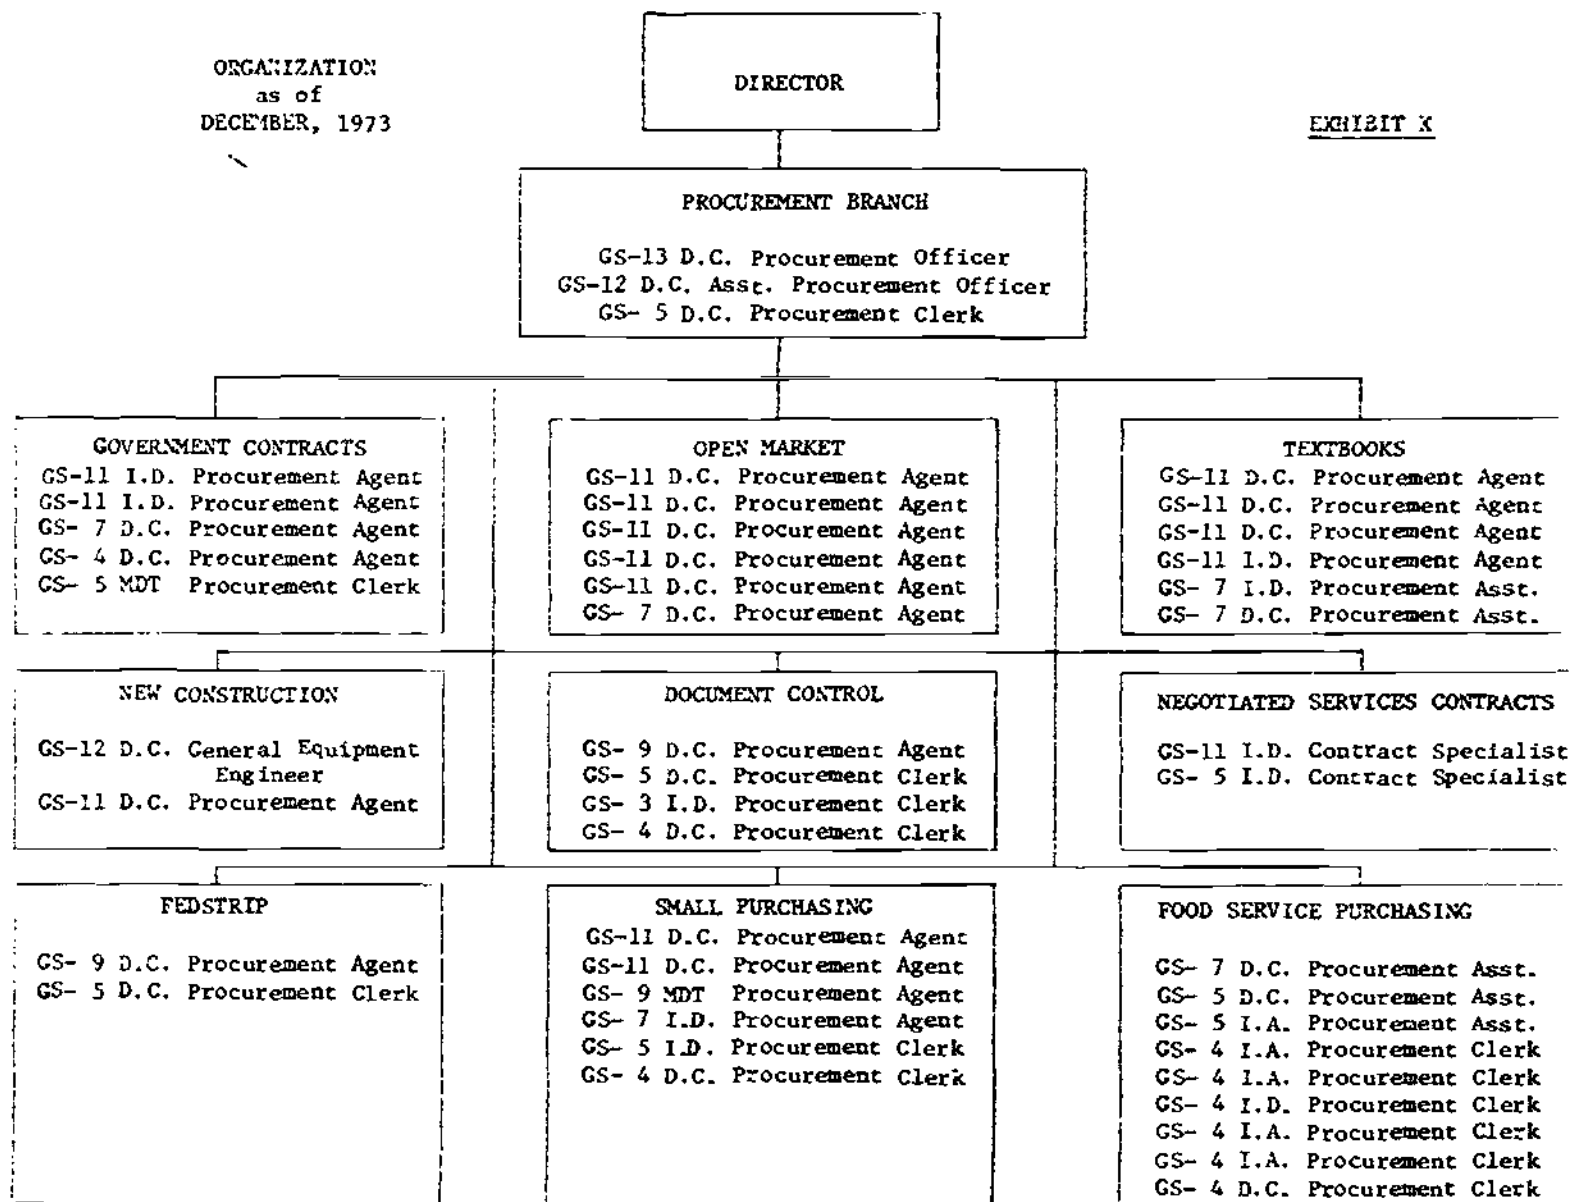 ORGANIZATION
as of
DECEMBER, 1973
EXHIBIT X
DIRECTOR
PROCUREMENT BRANCH
GS-13 D.C. Procurement Officer
GS-12 D.C. Asst. Procurement Officer
GS- 5 D.C. Procurement Clerk
GOVERNMENT CONTRACTS
GS-11 I.D. Procurement Agent
GS-11 I.D. Procurement Agent
GS- 7 D.C. Procurement Agent
GS- 4 D.C. Procurement Agent
GS- 5 MDT Procurement Clerk
OPEN MARKET
GS-11 D.C. Procurement Agent
GS-11 D.C. Procurement Agent
GS-11 D.C. Procurement Agent
GS-11 D.C. Procurement Agent
GS-11 D.C. Procurement Agent
GS- 7 D.C. Procurement Agent
TEXTBOOKS
GS-11 D.C. Procurement Agent
GS-11 D.C. Procurement Agent
GS-11 D.C. Procurement Agent
GS-11 I.D. Procurement Agent
GS- 7 I.D. Procurement Asst.
GS- 7 D.C. Procurement Asst.
NEW CONSTRUCTION
GS-12 D.C. General Equipment
Engineer
GS-11 D.C. Procurement Agent
DOCUMENT CONTROL
GS- 9 D.C. Procurement Agent
GS- 5 D.C. Procurement Clerk
GS- 3 I.D. Procurement Clerk
GS- 4 D.C. Procurement Clerk
NEGOTIATED SERVICES CONTRACTS
GS-11 I.D. Contract Specialist
GS- 5 I.D. Contract Specialist
FEDSTRIP
GS- 9 D.C. Procurement Agent
GS- 5 D.C. Procurement Clerk
SMALL PURCHASING
GS-11 D.C. Procurement Agent
GS-11 D.C. Procurement Agent
GS- 9 MDT Procurement Agent
GS- 7 I.D. Procurement Agent
GS- 5 I.D. Procurement Clerk
GS- 4 D.C. Procurement Clerk
FOOD SERVICE PURCHASING
GS- 7 D.C. Procurement Asst.
GS- 5 D.C. Procurement Asst.
GS- 5 I.A. Procurement Asst.
GS- 4 I.A. Procurement Clerk
GS- 4 I.A. Procurement Clerk
GS- 4 I.D. Procurement Clerk
GS- 4 I.A. Procurement Clerk
GS- 4 I.A. Procurement Clerk
GS- 4 D.C. Procurement Clerk